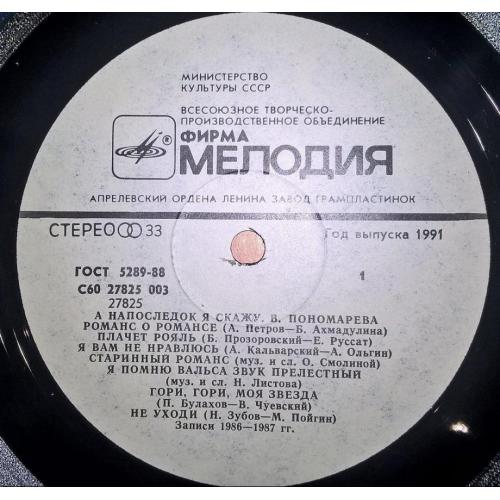 МИНИСТЕРСТВО
КУЛЬТУРЫ СССР
ВСЕСОЮЗНОЕ ТВОРЧЕСКО-
ПРОИЗВОДСТВЕННОЕ ОБЪЕДИНЕНИЕ
®
ФИРМА
МЕЛОДИЯ
АПРЕЛЕВСКИЙ ОРДЕНА ЛЕНИНА ЗАВОД ГРАМПЛАСТИНОК
СТЕРЕО 33
Год выпуска 1991
ГОСТ 5289-88
1
С60 27825 003
27825
А НАПОСЛЕДОК Я СКАЖУ. В. ПОНОМАРЕВА
РОМАНС О РОМАНСЕ (А. Петров—Б. Ахмадулина)
ПЛАЧЕТ РОЯЛЬ (Б. Прозоровский—Е. Руссат)
Я ВАМ НЕ НРАВЛЮСЬ (А. Кальварский—А. Ольгин)
СТАРИННЫЙ РОМАНС (муз. и сл. О. Смолиной)
Я ПОМНЮ ВАЛЬСА ЗВУК ПРЕЛЕСТНЫЙ
(муз. и сл. Н. Листова)
ГОРИ, ГОРИ, МОЯ ЗВЕЗДА
(П. Булахов—В. Чуевский)
НЕ УХОДИ (Н. Зубов—М. Пойгин)
Записи 1986—1987 гг.